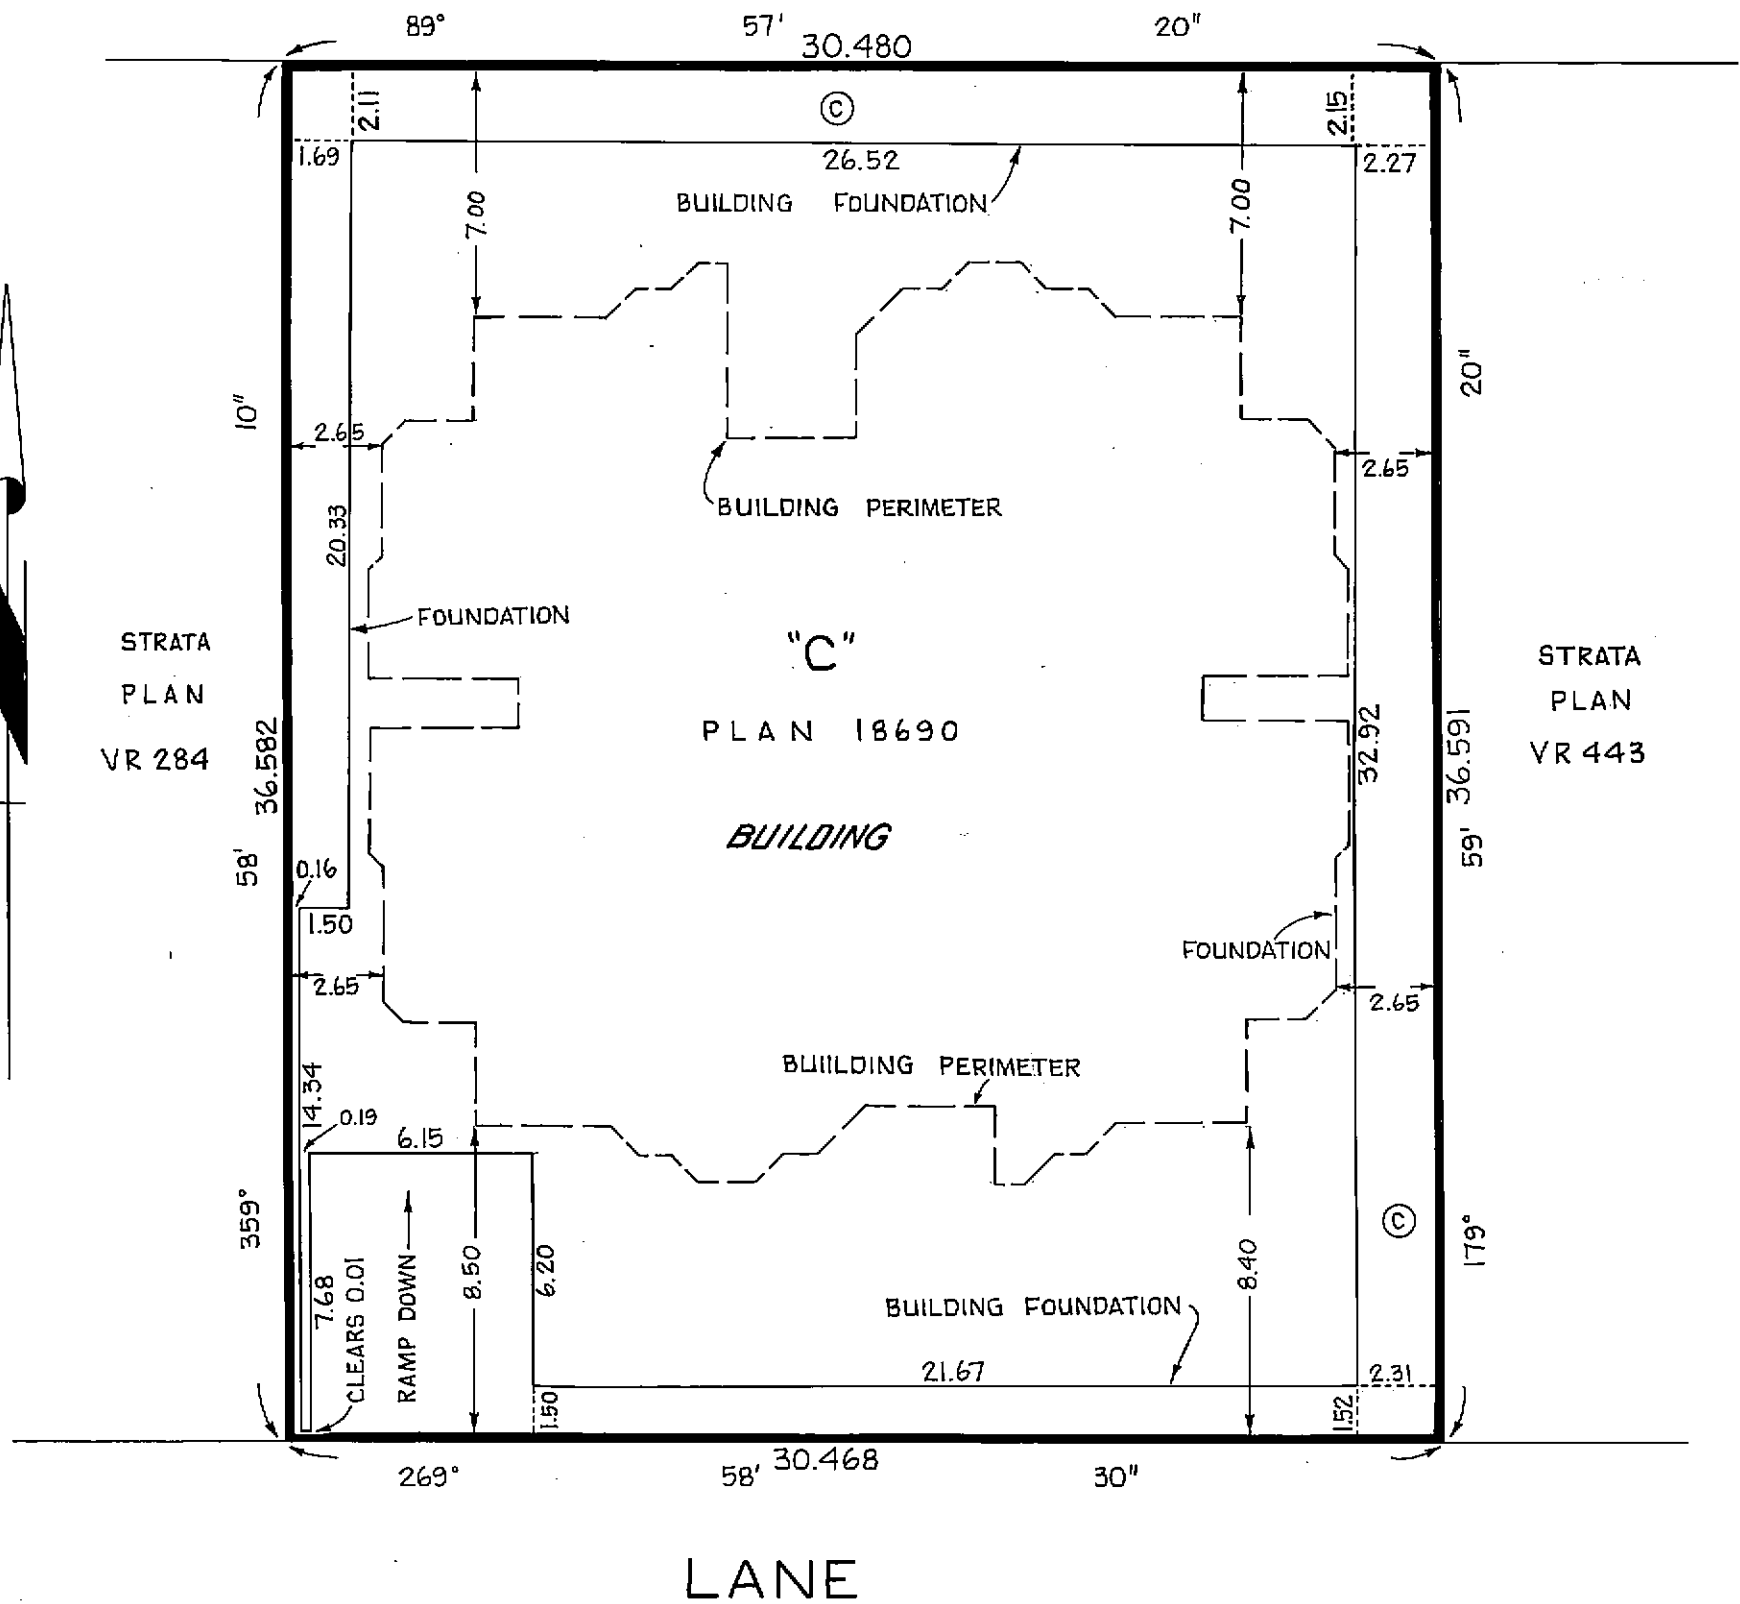 89° 57' 20"
30.480
2.11
Ⓒ
2.15
1.69
26.52
2.27
BUILDING FOUNDATION
7.00
7.00
10"
20"
2.65
2.65
BUILDING PERIMETER
20.33
FOUNDATION
STRATA
PLAN
VR 284
"C"
PLAN 18690
BUILDING
STRATA
PLAN
VR 443
36.582
32.92
36.591
58'
59'
0.16
1.50
FOUNDATION
2.65
2.65
BUIILDING PERIMETER
14.34
0.19
6.15
359°
Ⓒ
179°
7.68
CLEARS 0.01
RAMP DOWN
8.50
6.20
8.40
BUILDING FOUNDATION
21.67
2.31
1.50
1.52
30.468
269° 58' 30"
LANE